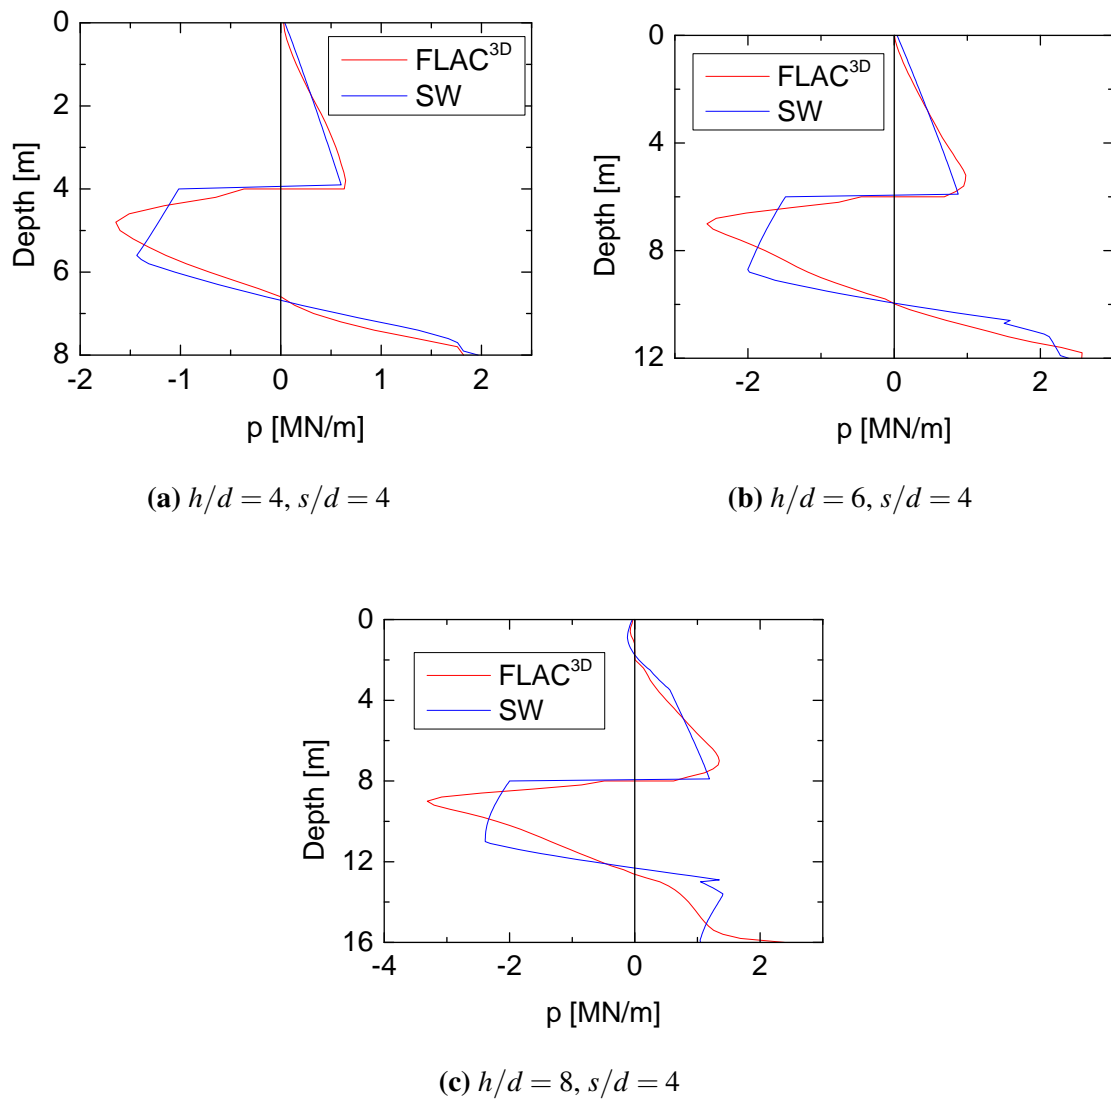 0
2
4
6
8
Depth [m]
-2
-1
0
1
2
p [MN/m]
FLAC3D
SW
(a) h/d = 4, s/d = 4
0
4
8
12
Depth [m]
-2
0
2
p [MN/m]
FLAC3D
SW
(b) h/d = 6, s/d = 4
0
4
8
12
16
Depth [m]
-4
-2
0
2
p [MN/m]
FLAC3D
SW
(c) h/d = 8, s/d = 4